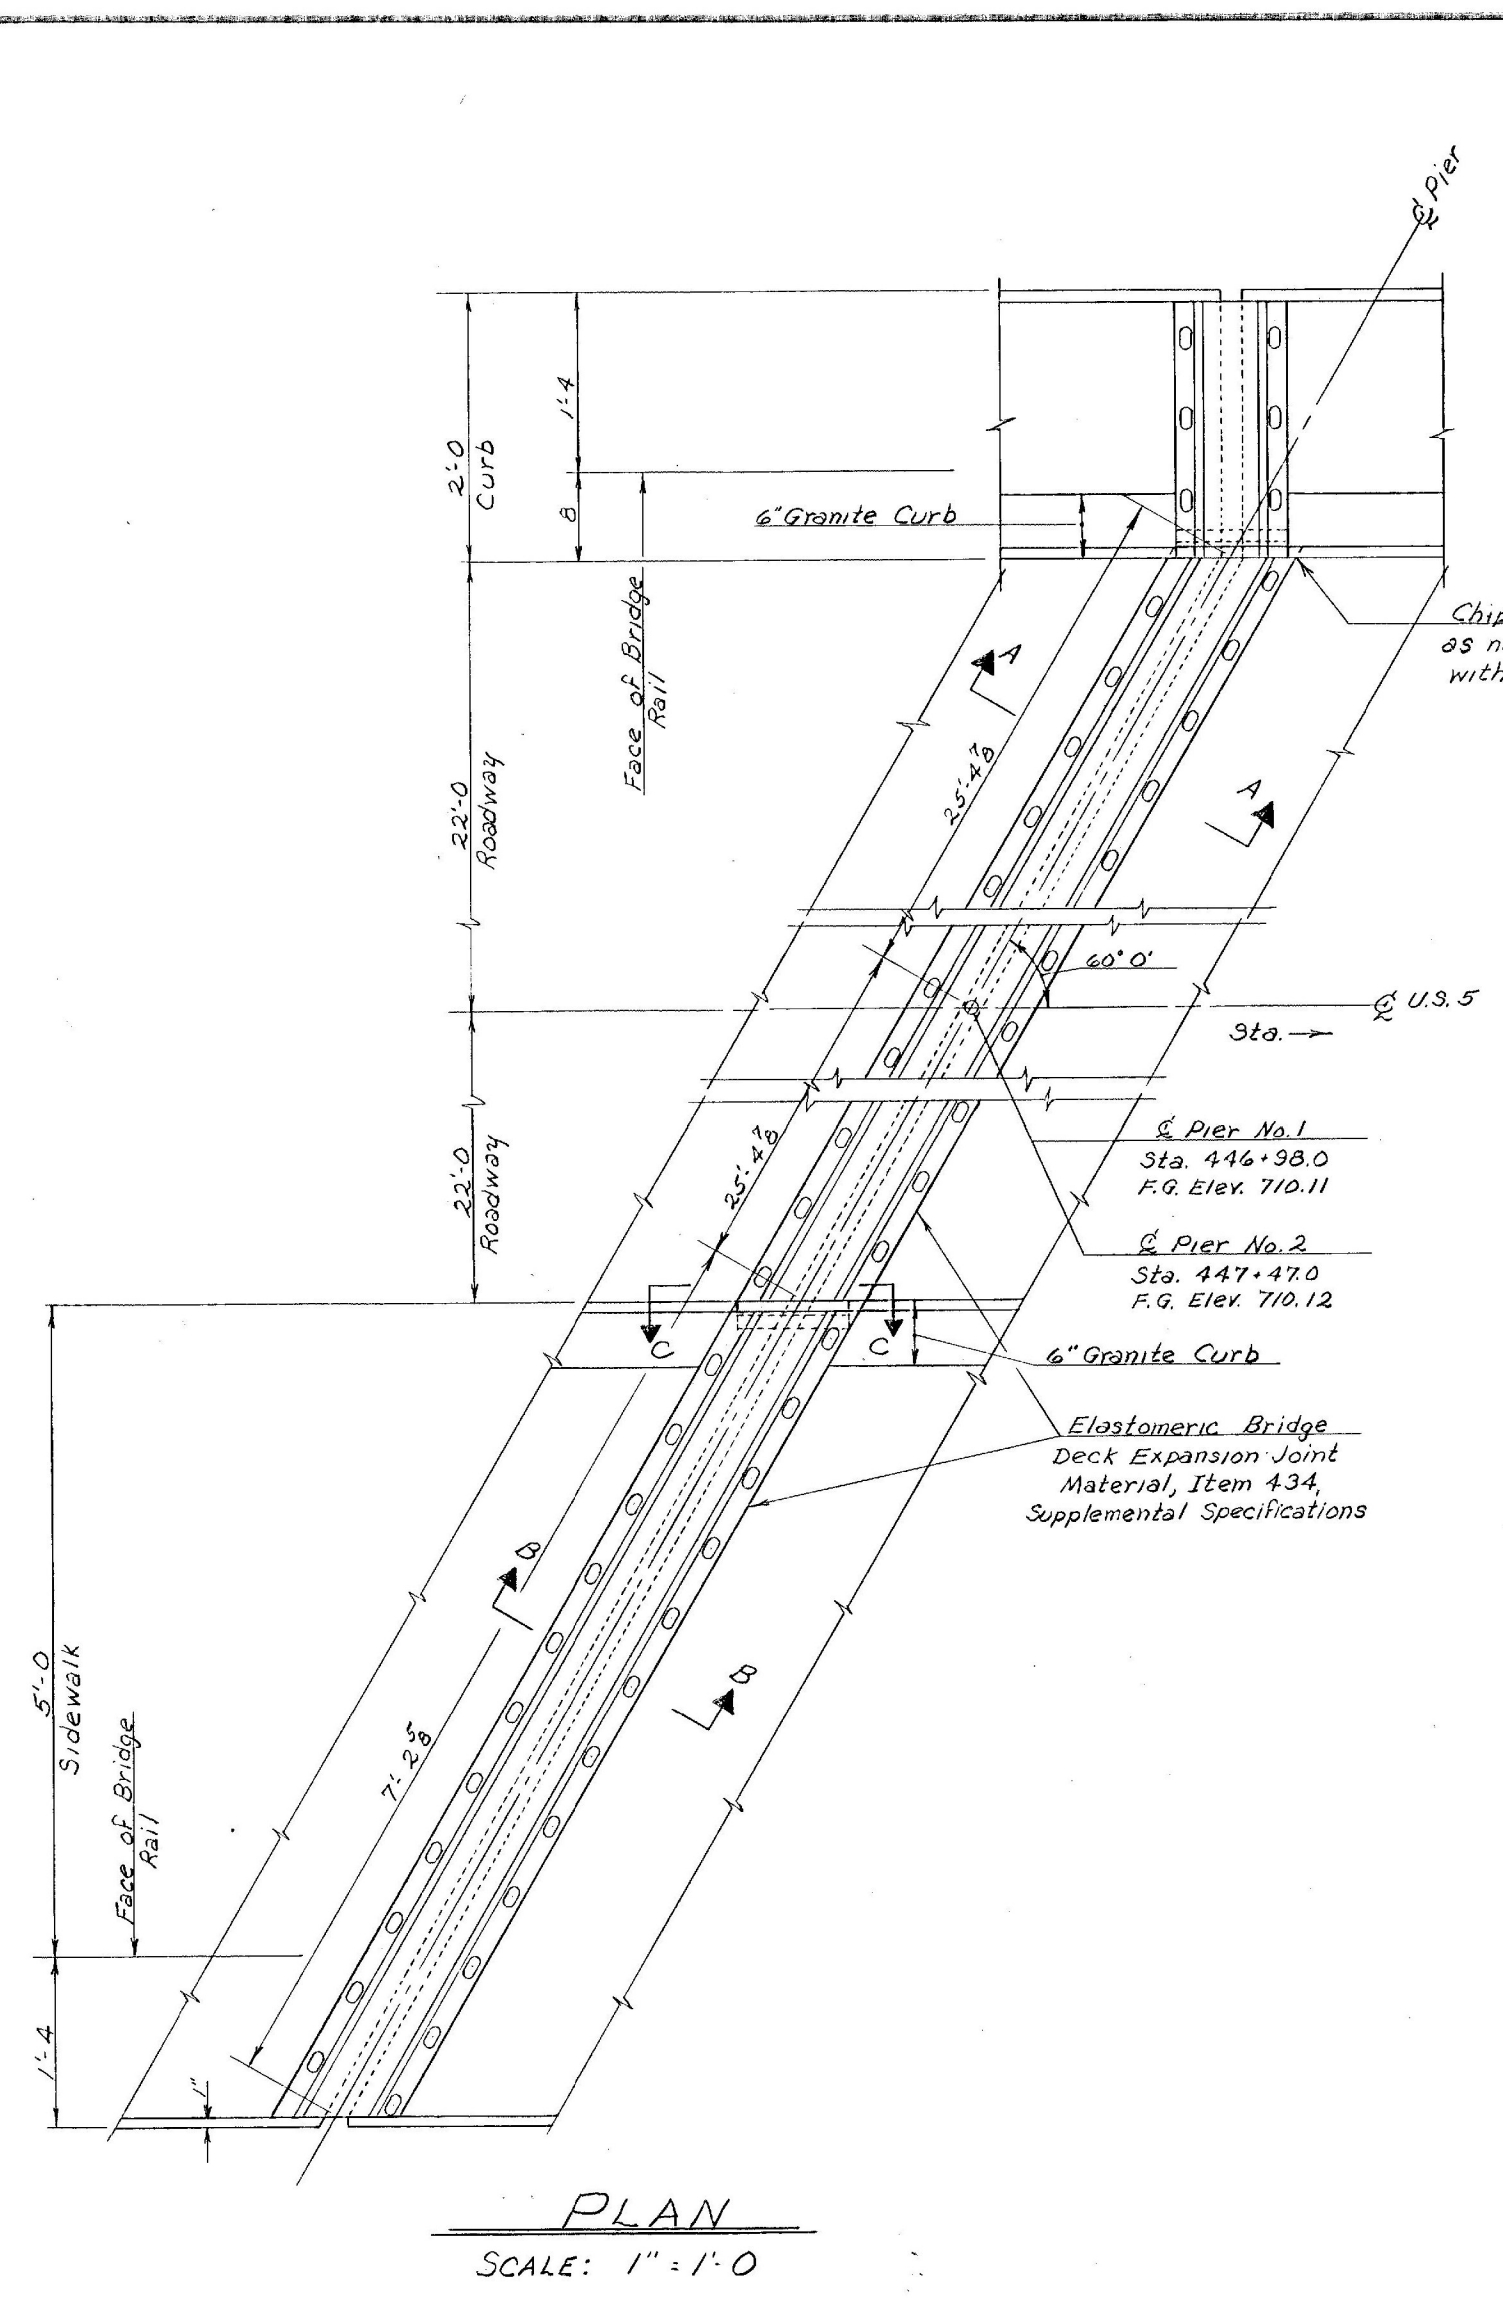 ℄ Pier
2'-0
Curb
1'-4
8
6" Granite Curb
Face of Bridge
Rail
Chip
as n
with
A
A
22'-0
Roadway
25'-4 7/8
60° 0'
℄ U.S. 5
Sta. →
22'-0
Roadway
25'-4 7/8
℄ Pier No. 1
Sta. 446+98.0
F.G. Elev. 710.11
℄ Pier No. 2
Sta. 447+47.0
F.G. Elev. 710.12
C
C
6" Granite Curb
Elastomeric Bridge
Deck Expansion Joint
Material, Item 434,
Supplemental Specifications
B
B
5'-0
Sidewalk
7'-2 5/8
Face of Bridge
Rail
1'-4
1"
PLAN
SCALE: 1" = 1'-0